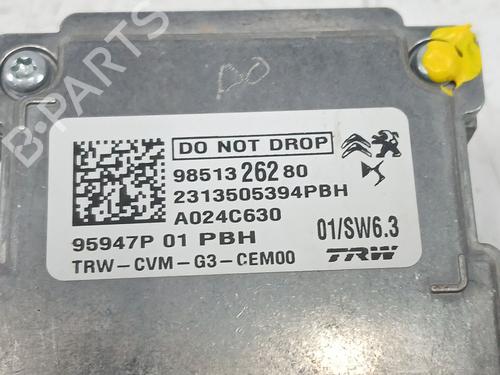 B-PARTS
DO NOT DROP
98513 262 80
2313505394PBH
A024C630
95947P 01 PBH
01/SW6.3
TRW-CVM-G3-CEM00
TRW